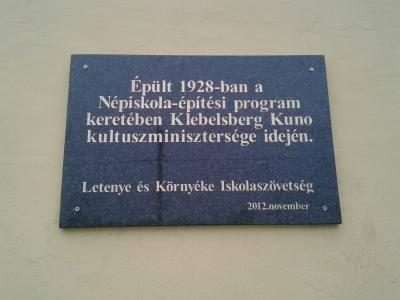 Épült 1928-ban a
Népiskola-építési program
keretében Klebelsberg Kuno
kultuszminisztersége idején.
Letenye és Környéke Iskolaszövetség
2012.november